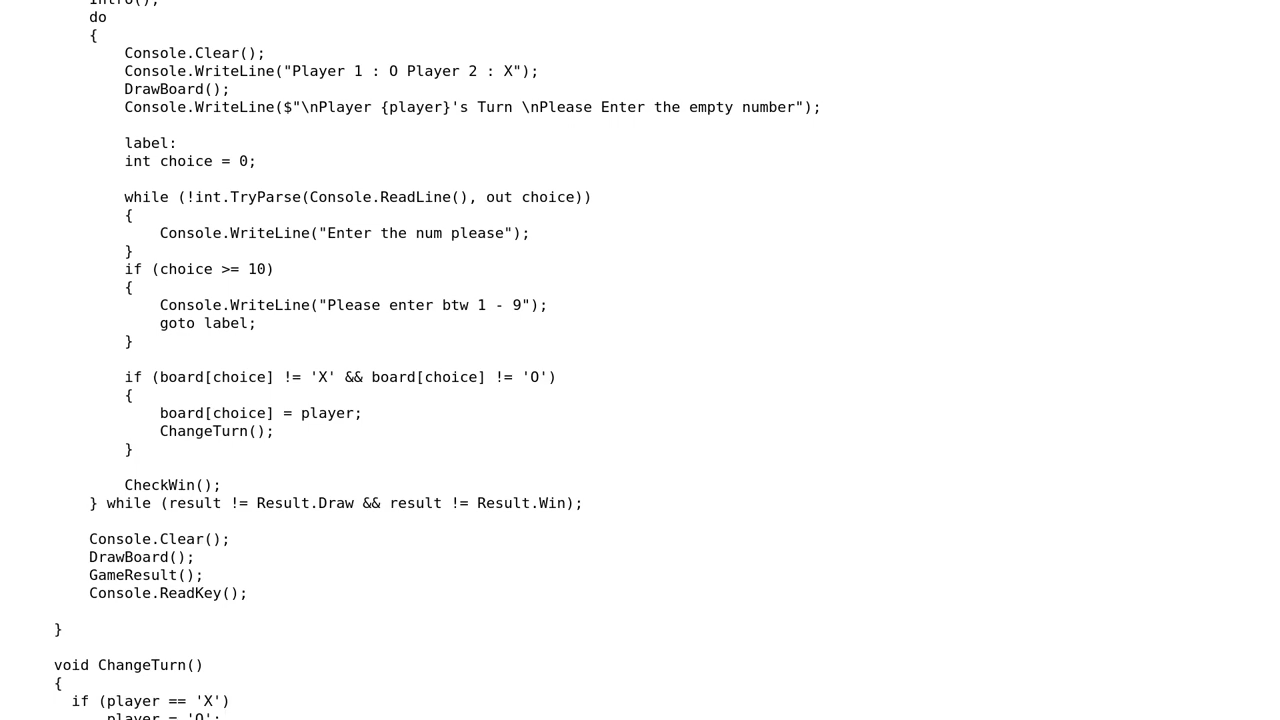 Intro();
do
{
Console.Clear();
Console.WriteLine("Player 1 : O Player 2 : X");
DrawBoard();
Console.WriteLine($"\nPlayer {player}'s Turn \nPlease Enter the empty number");
label:
int choice = 0;
while (!int.TryParse(Console.ReadLine(), out choice))
{
Console.WriteLine("Enter the num please");
}
if (choice >= 10)
{
Console.WriteLine("Please enter btw 1 - 9");
goto label;
}
if (board[choice] != 'X' && board[choice] != 'O')
{
board[choice] = player;
ChangeTurn();
}
CheckWin();
} while (result != Result.Draw && result != Result.Win);
Console.Clear();
DrawBoard();
GameResult();
Console.ReadKey();
}
void ChangeTurn()
{
if (player == 'X')
player = 'O';